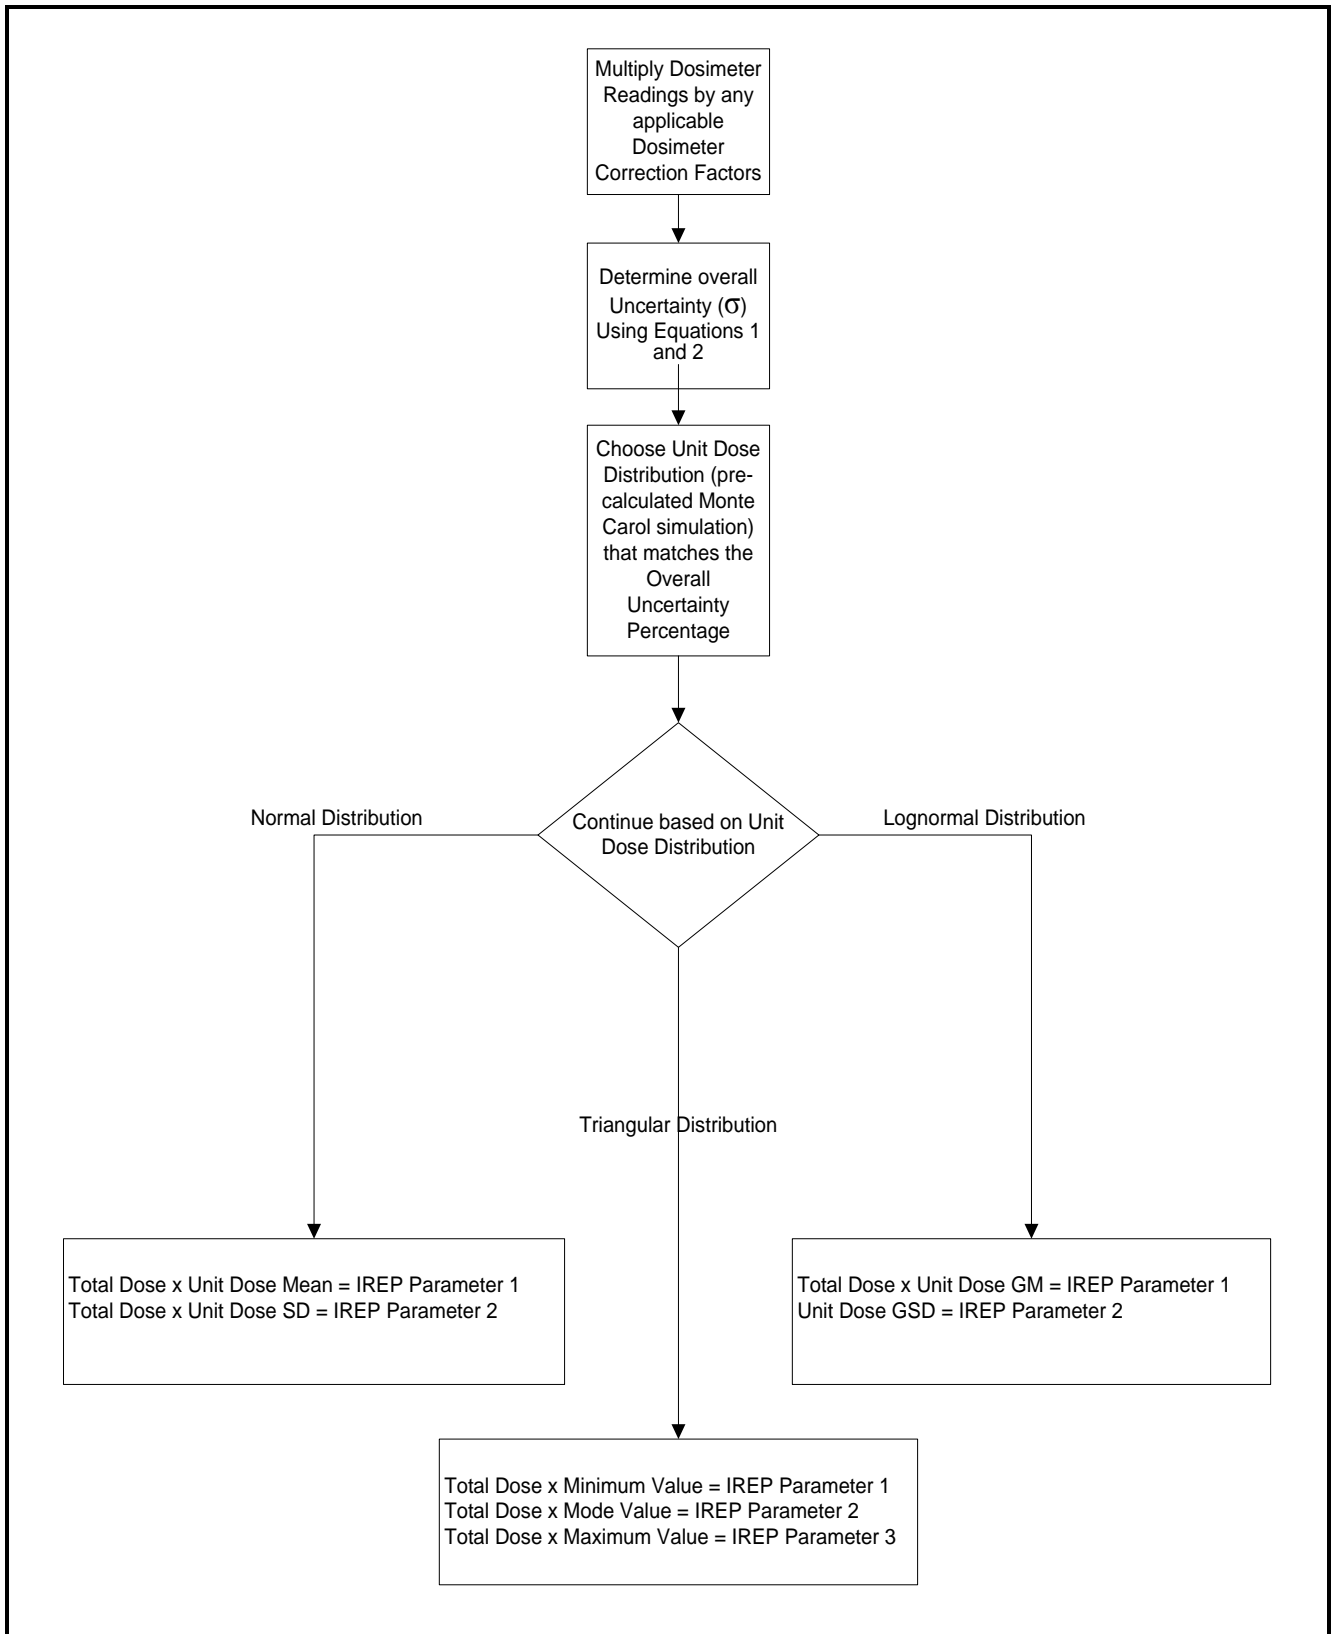 Multiply Dosimeter
Readings by any
applicable
Dosimeter
Correction Factors
Determine overall
Uncertainty (σ)
Using Equations 1
and 2
Choose Unit Dose
Distribution (pre-
calculated Monte
Carol simulation)
that matches the
Overall
Uncertainty
Percentage
Continue based on Unit
Dose Distribution
Normal Distribution
Lognormal Distribution
Triangular Distribution
Total Dose x Unit Dose Mean = IREP Parameter 1
Total Dose x Unit Dose SD = IREP Parameter 2
Total Dose x Unit Dose GM = IREP Parameter 1
Unit Dose GSD = IREP Parameter 2
Total Dose x Minimum Value = IREP Parameter 1
Total Dose x Mode Value = IREP Parameter 2
Total Dose x Maximum Value = IREP Parameter 3